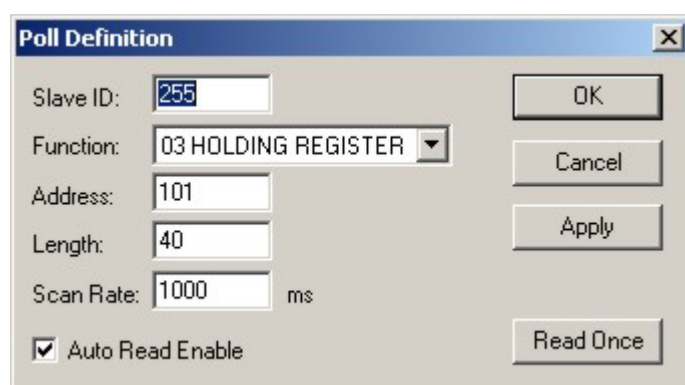 Poll Definition
Slave ID: 255
OK
Function: 03 HOLDING REGISTER
Cancel
Address: 101
Apply
Length: 40
Scan Rate: 1000 ms
Auto Read Enable
Read Once